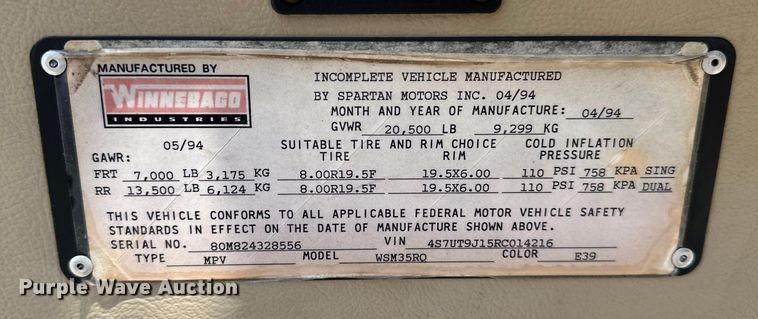 MANUFACTURED BY
WINNEBAGO
INDUSTRIES
INCOMPLETE VEHICLE MANUFACTURED
BY SPARTAN MOTORS INC. 04/94
MONTH AND YEAR OF MANUFACTURE: 04/94
GVWR 20,500 LB 9,299 KG
05/94 SUITABLE TIRE AND RIM CHOICE COLD INFLATION
GAWR: TIRE RIM PRESSURE
FRT 7,000 LB 3,175 KG 8.00R19.5F 19.5X6.00 110 PSI 758 KPA SING
RR 13,500 LB 6,124 KG 8.00R19.5F 19.5X6.00 110 PSI 758 KPA DUAL
THIS VEHICLE CONFORMS TO ALL APPLICABLE FEDERAL MOTOR VEHICLE SAFETY
STANDARDS IN EFFECT ON THE DATE OF MANUFACTURE SHOWN ABOVE.
SERIAL NO. 80M824328556 VIN 4S7UT9J15RC014216
TYPE MPV MODEL WSM35RQ COLOR E39
Purple Wave Auction